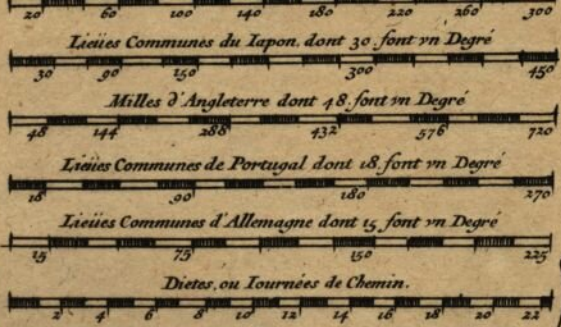 20 60 100 140 180 220 260 300
Lieües Communes du Iapon, dont 30 font vn Degré
30 90 150 300 450
Milles d'Angleterre dont 48 font vn Degré
48 144 288 432 576 720
Lieües Communes de Portugal dont 18 font vn Degré
18 90 180 270
Lieües Communes d'Allemagne dont 15 font vn Degré
15 75 150 225
Dietes, ou Iournées de Chemin.
2 4 6 8 10 12 14 16 18 20 22